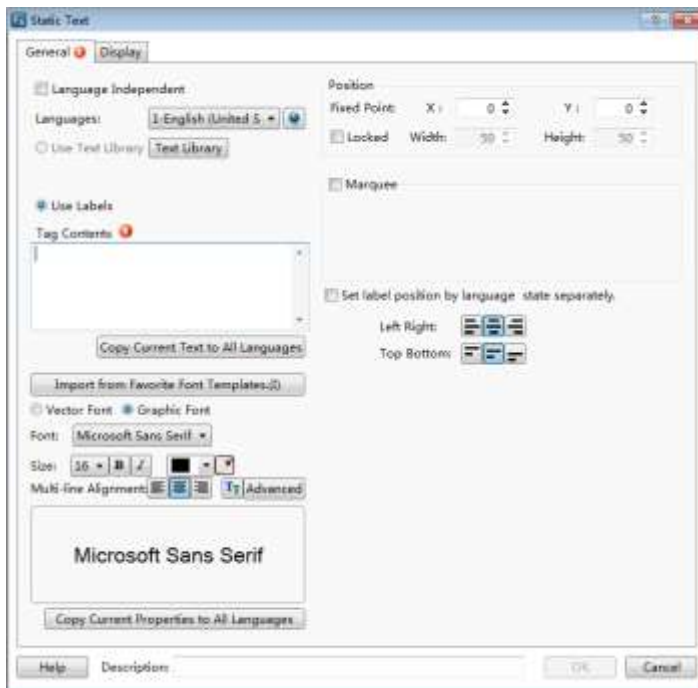 Static Text
General Display
Language Independent
Languages: 1-English (United S
Use Text Library Text Library
Use Labels
Tag Contents
Copy Current Text to All Languages
Import from Favorite Font Templates.(I)
Vector Font Graphic Font
Font: Microsoft Sans Serif
Size: 16 B I
Multi-line Alignment: Advanced
Microsoft Sans Serif
Copy Current Properties to All Languages
Position
Fixed Point: X : 0 Y : 0
Locked Width: 50 Height: 50
Marquee
Set label position by language state separately.
Left Right:
Top Bottom:
Help Description: OK Cancel